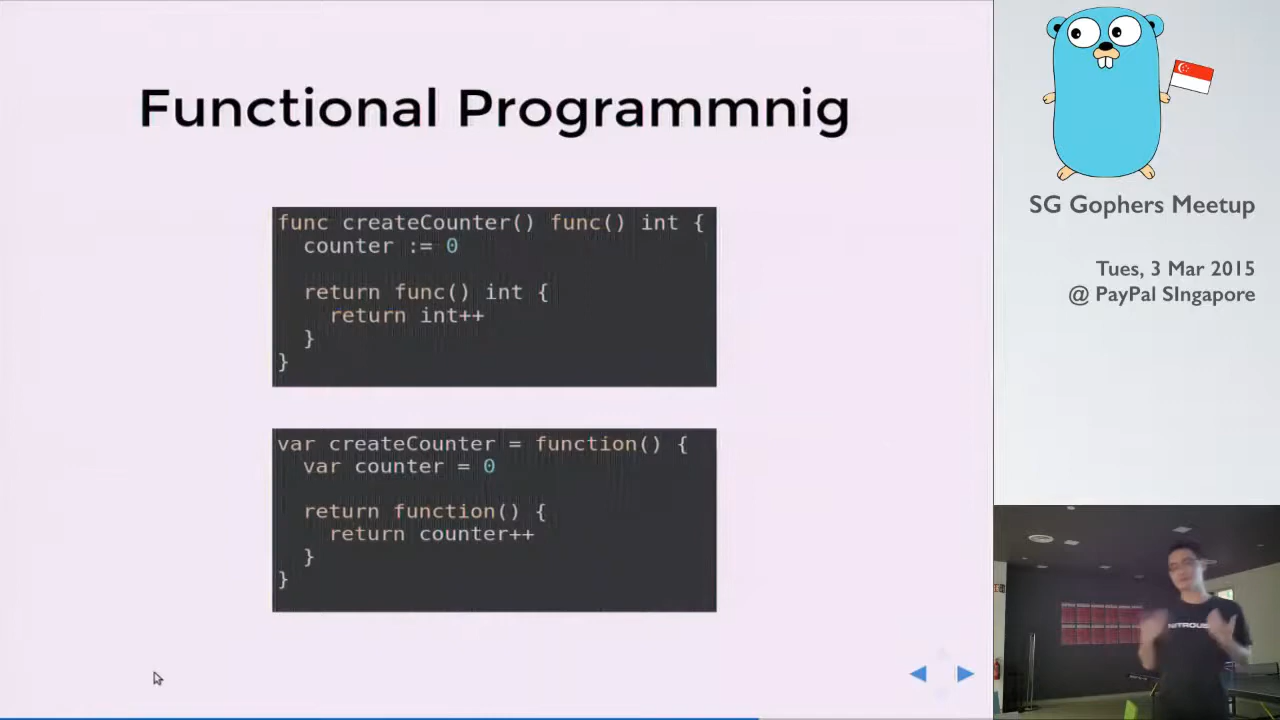 Functional Programmnig
func createCounter() func() int {
  counter := 0
  return func() int {
    return int++
  }
}
var createCounter = function() {
  var counter = 0
  return function() {
    return counter++
  }
}
SG Gophers Meetup
Tues, 3 Mar 2015
@ PayPal SIngapore
NITROUS